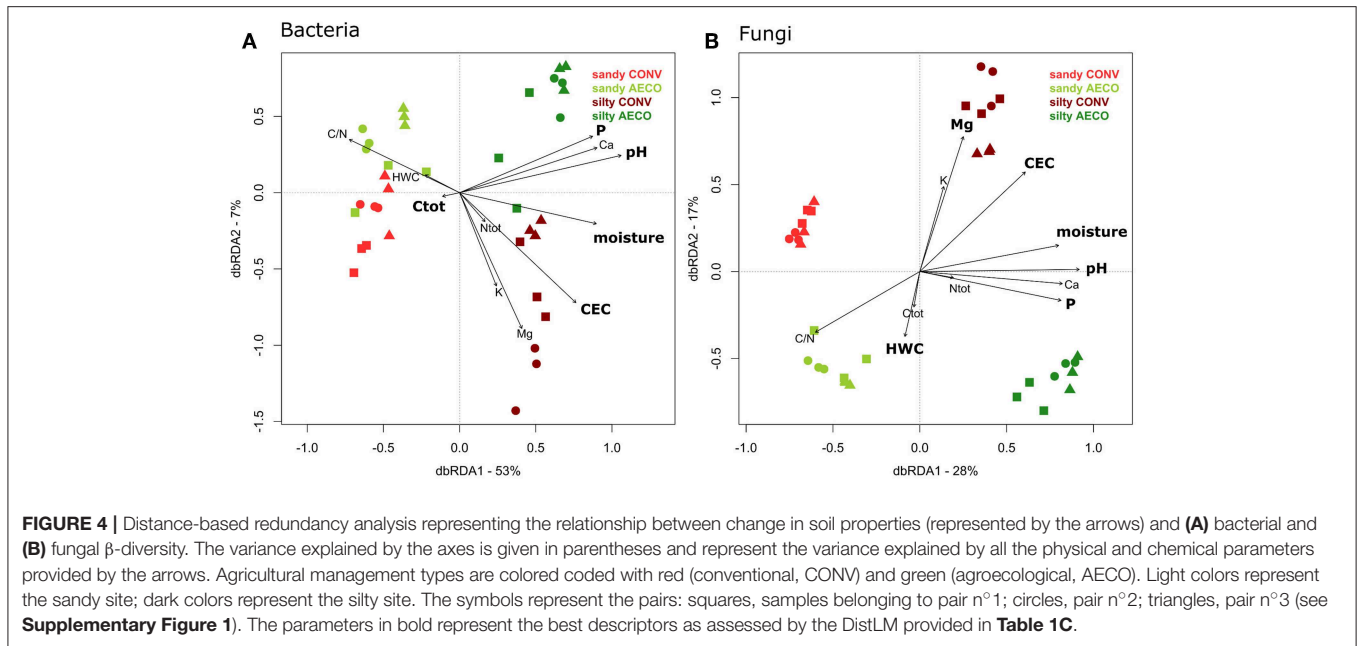 Bacteria
A
sandy CONV
sandy AECO
silty CONV
silty AECO
C/N
HWC
Ctot
Ntot
K
Mg
CEC
moisture
P
Ca
pH
0.5
0.0
-0.5
-1.0
-1.5
dbRDA2 - 7%
-1.0
-0.5
0.0
0.5
1.0
dbRDA1 - 53%
B
Fungi
sandy CONV
sandy AECO
silty CONV
silty AECO
Mg
K
CEC
moisture
pH
Ca
P
Ntot
Ctot
HWC
C/N
1.0
0.5
0.0
-0.5
dbRDA2 - 17%
-1.0
-0.5
0.0
0.5
1.0
dbRDA1 - 28%
FIGURE 4 | Distance-based redundancy analysis representing the relationship between change in soil properties (represented by the arrows) and (A) bacterial and
(B) fungal β-diversity. The variance explained by the axes is given in parentheses and represent the variance explained by all the physical and chemical parameters
provided by the arrows. Agricultural management types are colored coded with red (conventional, CONV) and green (agroecological, AECO). Light colors represent
the sandy site; dark colors represent the silty site. The symbols represent the pairs: squares, samples belonging to pair n°1; circles, pair n°2; triangles, pair n°3 (see
Supplementary Figure 1). The parameters in bold represent the best descriptors as assessed by the DistLM provided in Table 1C.